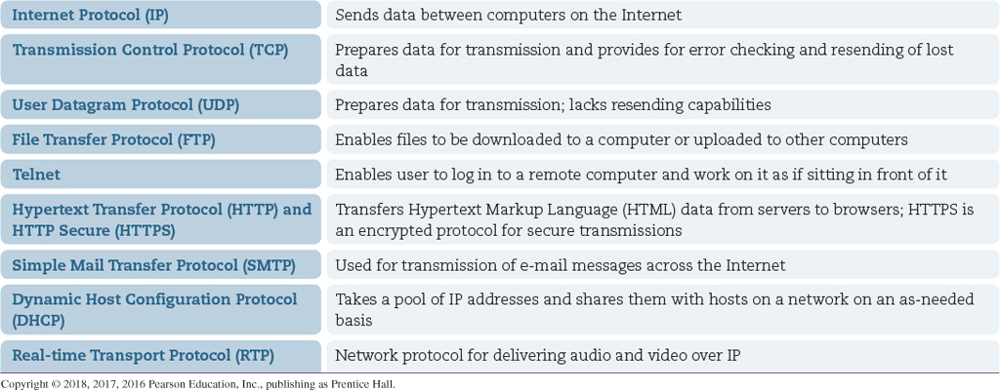 Internet Protocol (IP)
Sends data between computers on the Internet
Transmission Control Protocol (TCP)
Prepares data for transmission and provides for error checking and resending of lost
data
User Datagram Protocol (UDP)
Prepares data for transmission; lacks resending capabilities
File Transfer Protocol (FTP)
Enables files to be downloaded to a computer or uploaded to other computers
Telnet
Enables user to log in to a remote computer and work on it as if sitting in front of it
Hypertext Transfer Protocol (HTTP) and
HTTP Secure (HTTPS)
Transfers Hypertext Markup Language (HTML) data from servers to browsers; HTTPS is
an encrypted protocol for secure transmissions
Simple Mail Transfer Protocol (SMTP)
Used for transmission of e-mail messages across the Internet
Dynamic Host Configuration Protocol
(DHCP)
Takes a pool of IP addresses and shares them with hosts on a network on an as-needed
basis
Real-time Transport Protocol (RTP)
Network protocol for delivering audio and video over IP
Copyright © 2018, 2017, 2016 Pearson Education, Inc., publishing as Prentice Hall.